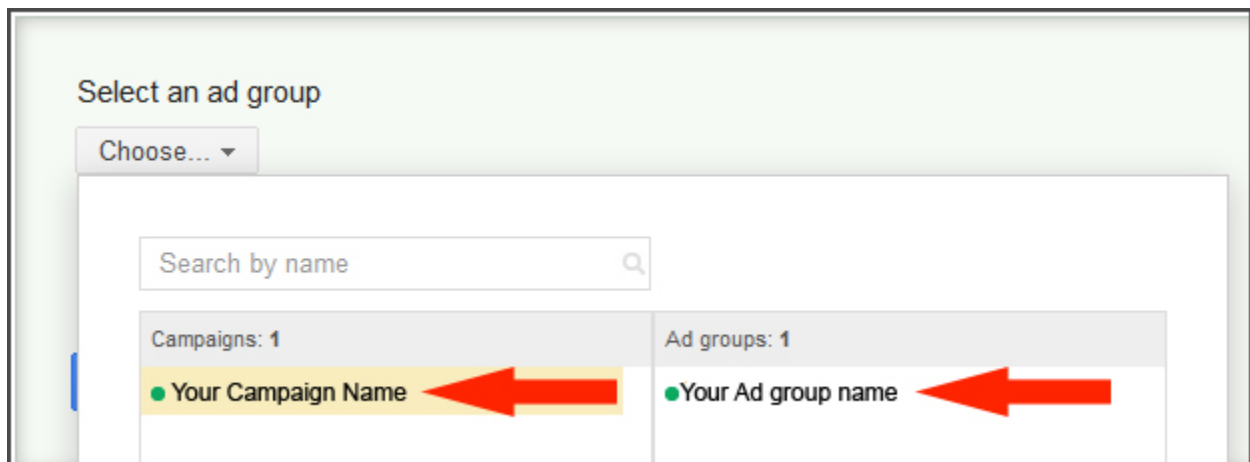 Select an ad group
Choose...
Search by name
Campaigns: 1
Ad groups: 1
Your Campaign Name
Your Ad group name